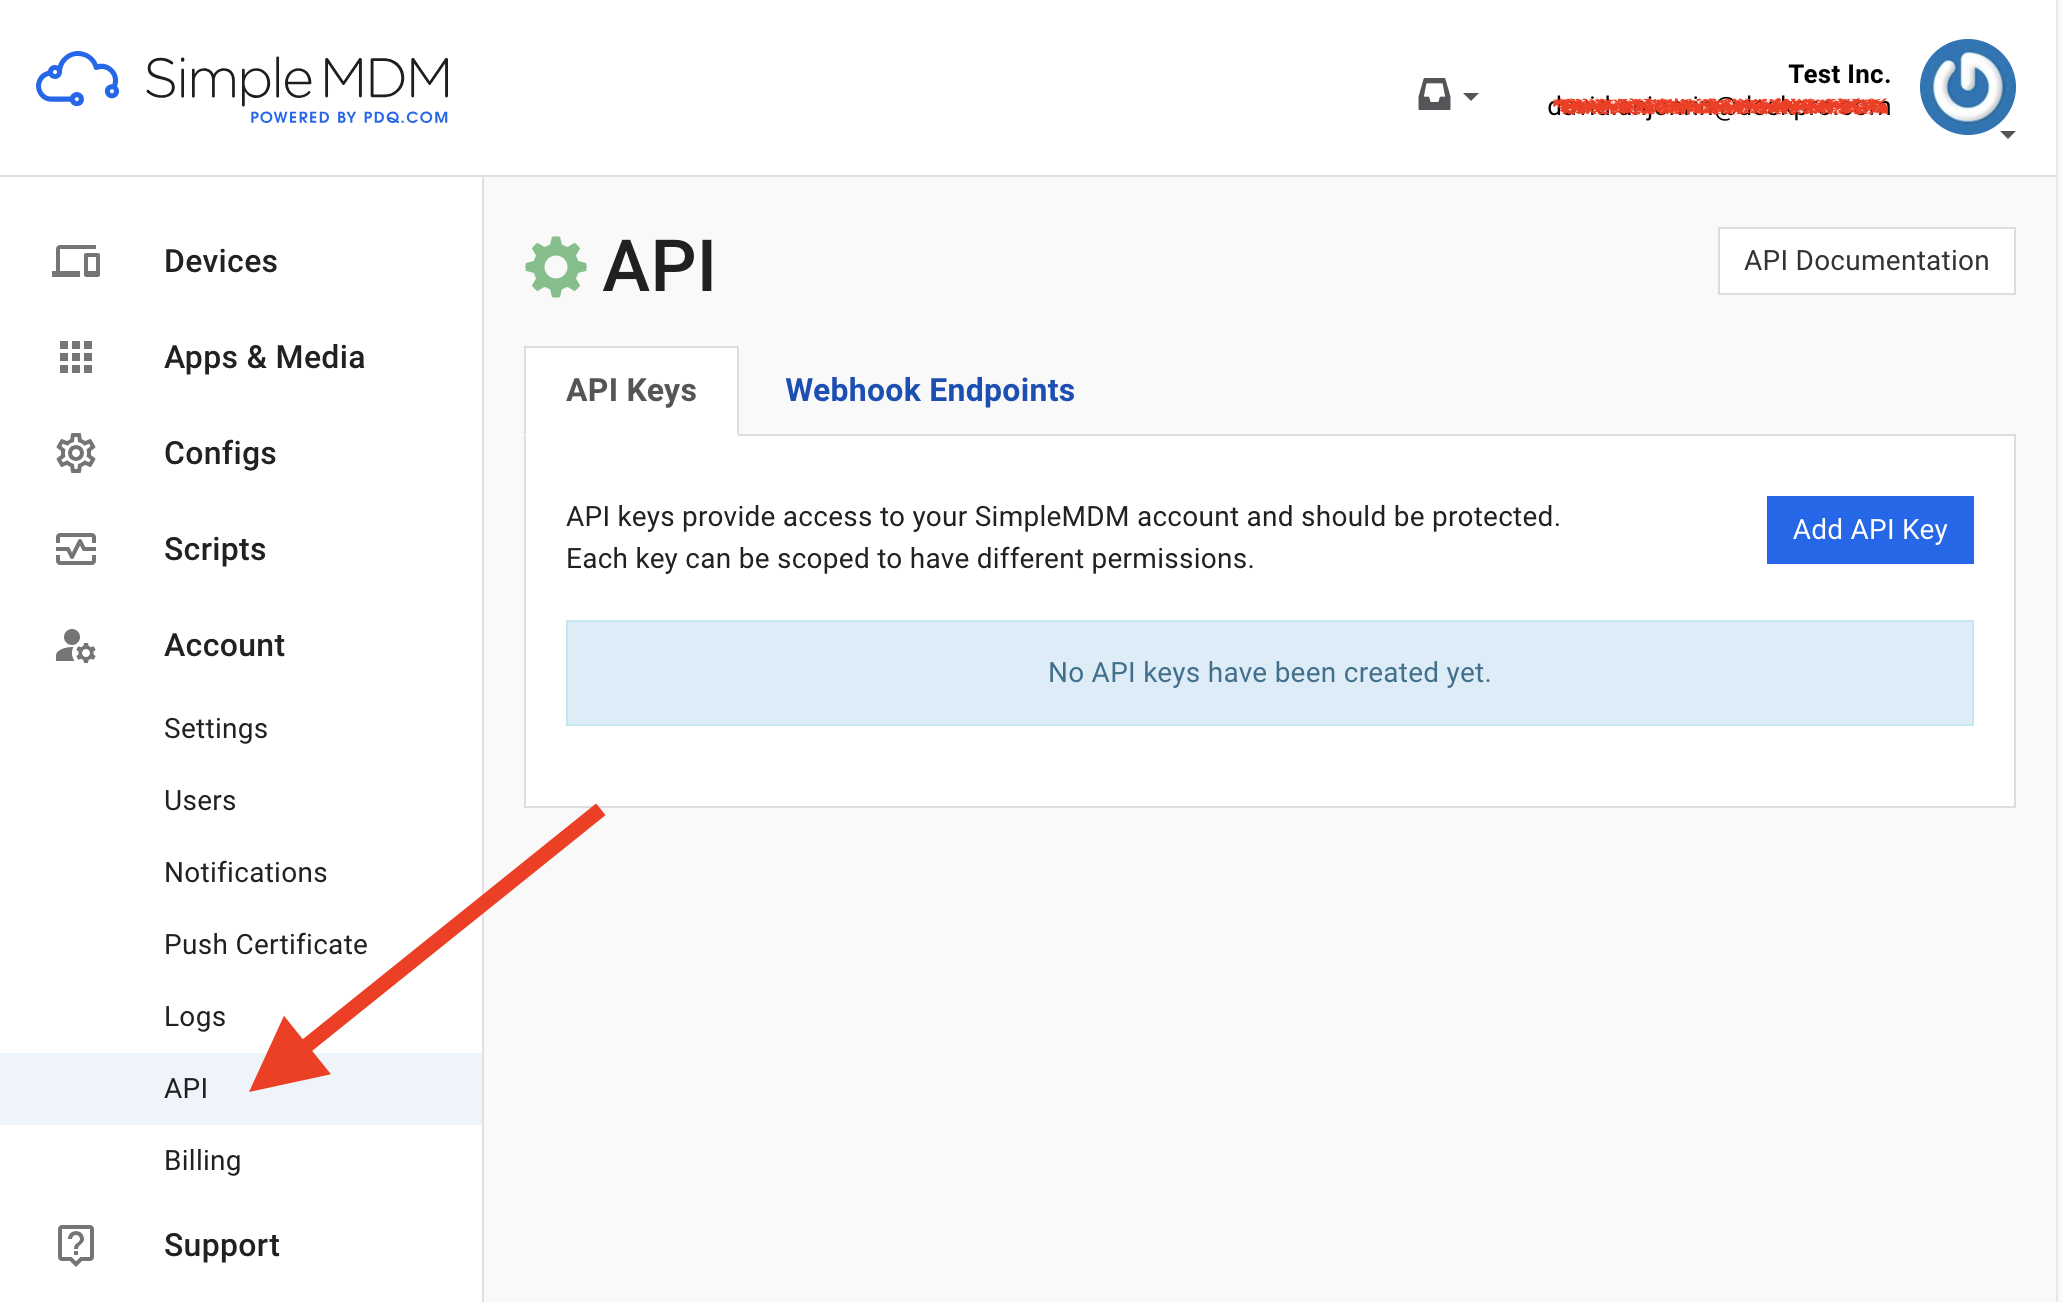 SimpleMDM
POWERED BY PDQ.COM
Test Inc.
Devices
Apps & Media
Configs
Scripts
Account
Settings
Users
Notifications
Push Certificate
Logs
API
Billing
Support
API
API Documentation
API Keys
Webhook Endpoints
API keys provide access to your SimpleMDM account and should be protected.
Each key can be scoped to have different permissions.
Add API Key
No API keys have been created yet.